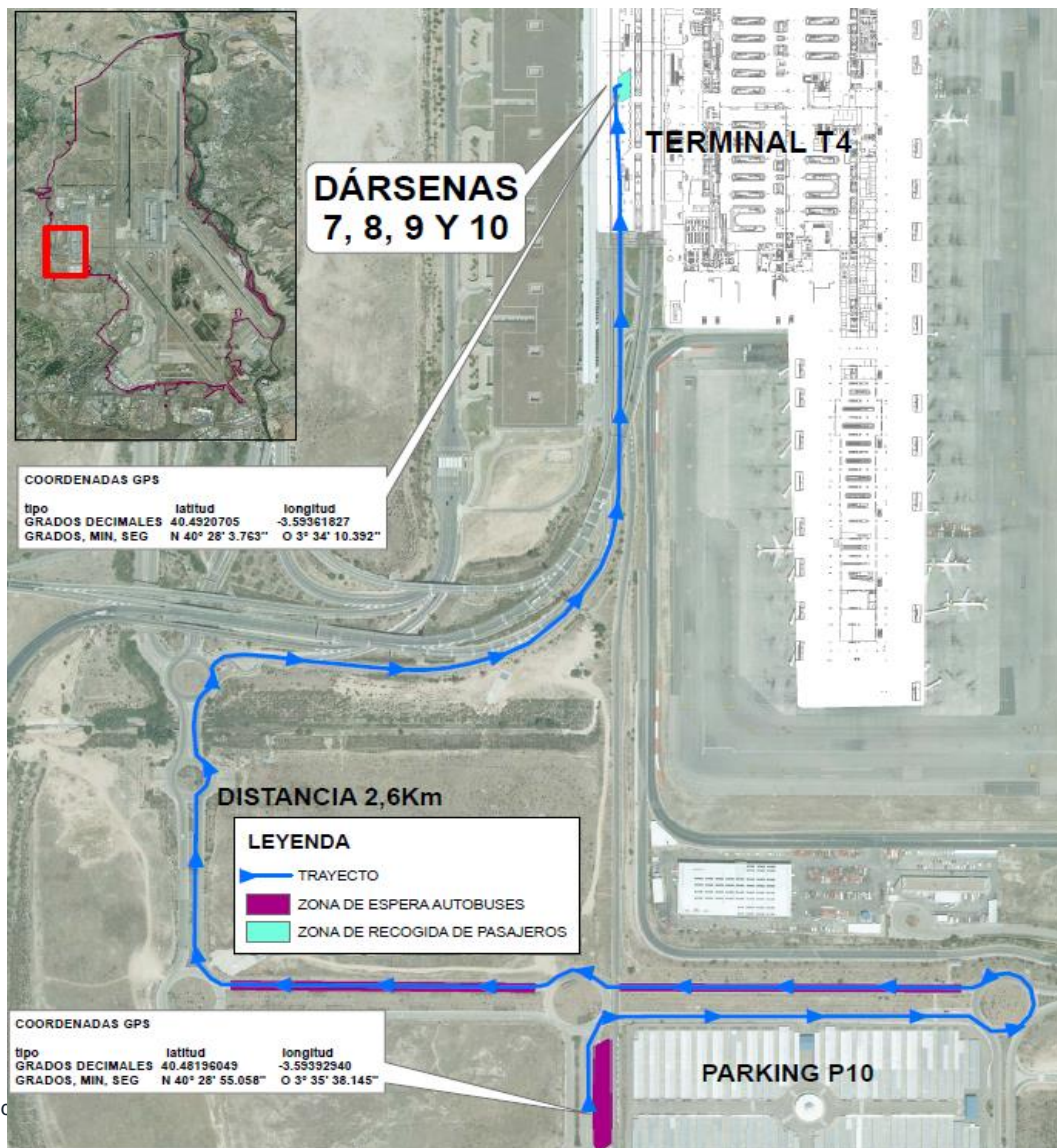 TERMINAL T4
DÁRSENAS
7, 8, 9 Y 10
COORDENADAS GPS
tipo latitud longitud
GRADOS DECIMALES 40.4920705 -3.59361827
GRADOS, MIN, SEG N 40° 28' 3.763" O 3° 34' 10.392"
DISTANCIA 2,6Km
LEYENDA
TRAYECTO
ZONA DE ESPERA AUTOBUSES
ZONA DE RECOGIDA DE PASAJEROS
COORDENADAS GPS
tipo latitud longitud
GRADOS DECIMALES 40.48196049 -3.59392940
GRADOS, MIN, SEG N 40° 28' 55.058" O 3° 35' 38.145"
PARKING P10